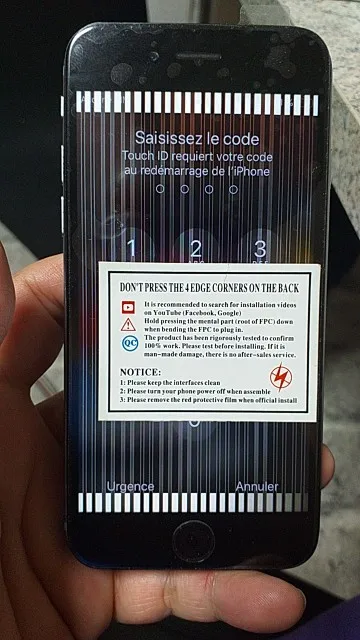 Saisissez le code
Touch ID requiert votre code
au redémarrage de l'iPhone
1 2 3
DON'T PRESS THE 4 EDGE CORNERS ON THE BACK
It is recommended to search for installation videos
on YouTube (Facebook, Google)
Hold pressing the mental part (root of FPC) down
when bending the FPC to plug in.
QC
The product has been rigorously tested to confirm
100% work. Please test before installing. If it is
man-made damage, there is no after-sales service.
NOTICE:
1: Please keep the interfaces clean
2: Please turn your phone power off when assemble
3: Please remove the red protective film when official install
Urgence Annuler